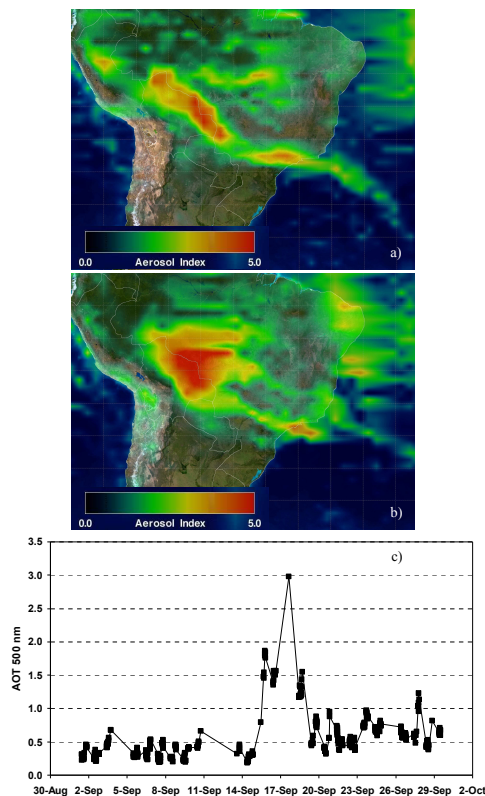 a)
0.0 5.0
Aerosol Index
b)
0.0 5.0
Aerosol Index
c)
3.5
3.0
2.5
2.0
1.5
1.0
0.5
0.0
AOT 500 nm
30-Aug 2-Sep 5-Sep 8-Sep 11-Sep 14-Sep 17-Sep 20-Sep 23-Sep 26-Sep 29-Sep 2-Oct